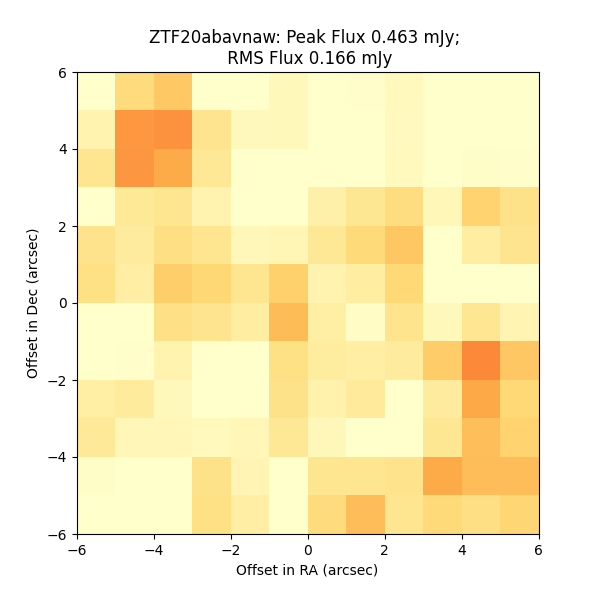 ZTF20abavnaw: Peak Flux 0.463 mJy;
RMS Flux 0.166 mJy
6
4
2
0
−2
−4
−6
Offset in Dec (arcsec)
−6 −4 −2 0 2 4 6
Offset in RA (arcsec)